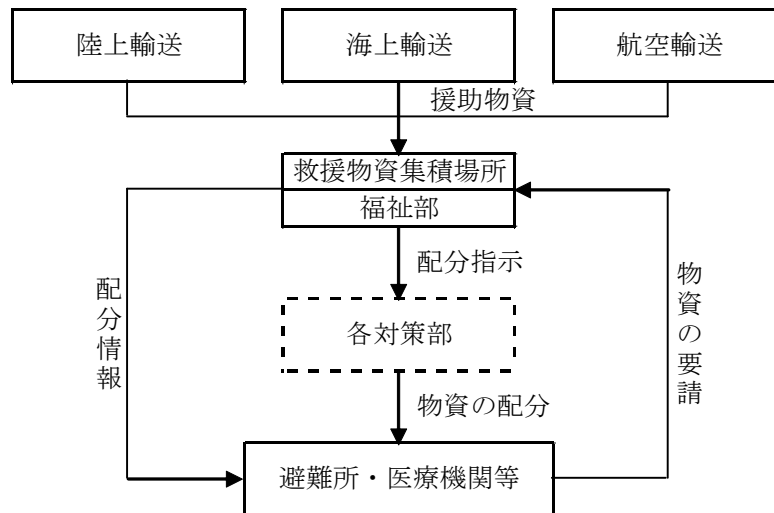 陸上輸送
海上輸送
航空輸送
援助物資
救援物資集積場所
福祉部
配分指示
配分情報
物資の要請
各対策部
物資の配分
避難所・医療機関等